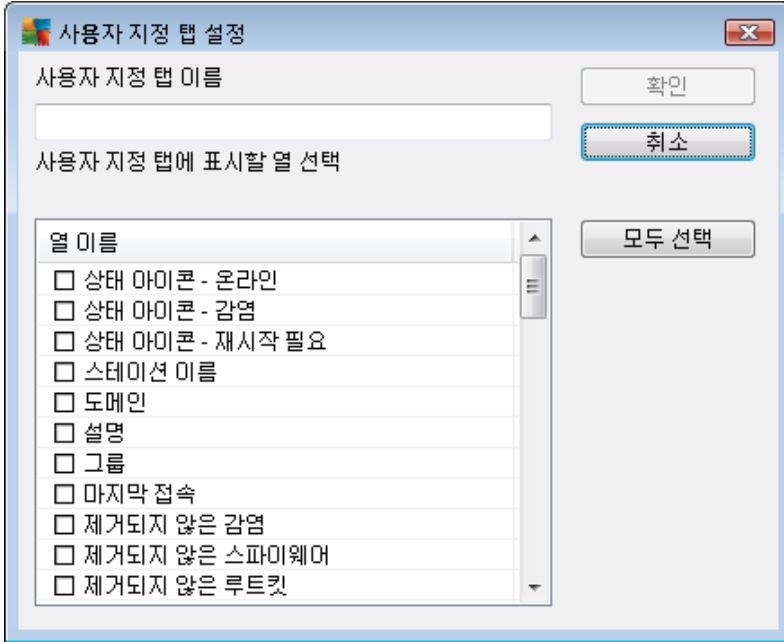 사용자 지정 탭 설정
사용자 지정 탭 이름
확인
취소
사용자 지정 탭에 표시할 열 선택
모두 선택
열 이름
상태 아이콘 - 온라인
상태 아이콘 - 감염
상태 아이콘 - 재시작 필요
스테이션 이름
도메인
설명
그룹
마지막 접속
제거되지 않은 감염
제거되지 않은 스파이웨어
제거되지 않은 루트킷